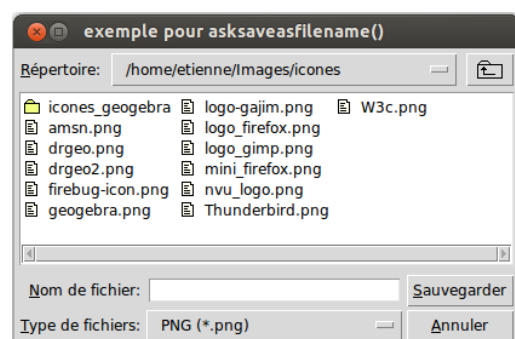 exemple pour asksaveasfilename()
Répertoire: /home/etienne/Images/icones
icones_geogebra logo-gajim.png W3c.png
amsn.png logo_firefox.png
drgeo.png logo_gimp.png
drgeo2.png mini_firefox.png
firebug-icon.png nvu_logo.png
geogebra.png Thunderbird.png
Nom de fichier: Sauvegarder
Type de fichiers: PNG (*.png) Annuler